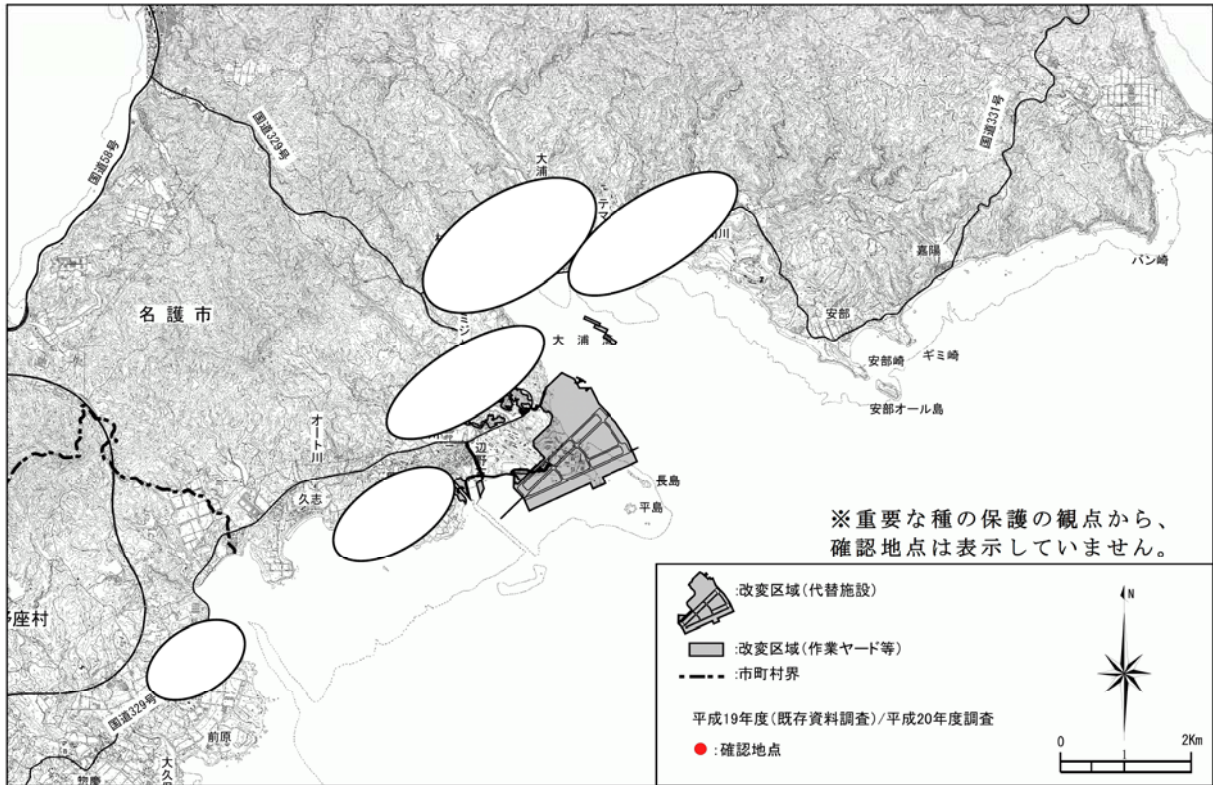 国道58号
国道329号
国道331号
大浦
テマ
川
嘉陽
バン崎
名護市
安部
安部崎
ギミ崎
安部オール島
大浦
オート川
久志
辺野
長島
平島
※重要な種の保護の観点から、
確認地点は表示していません。
座村
国道329号
前原
大久
惣慶
:改変区域(代替施設)
:改変区域(作業ヤード等)
:市町村界
平成19年度(既存資料調査)/平成20年度調査
:確認地点
N
0 1 2Km